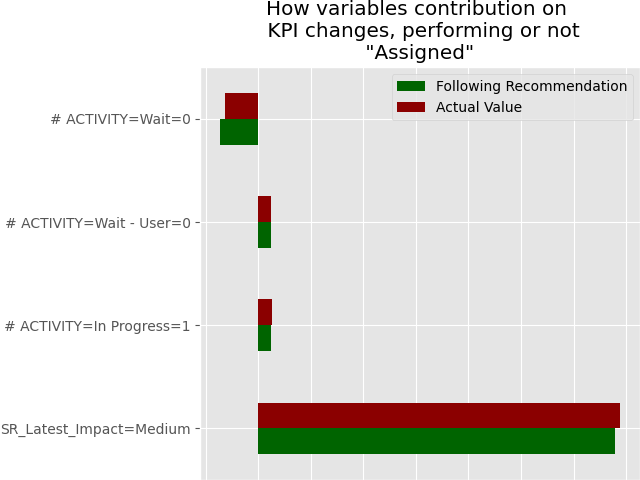 How variables contribution on
KPI changes, performing or not
"Assigned"
Following Recommendation
Actual Value
# ACTIVITY=Wait=0
# ACTIVITY=Wait - User=0
# ACTIVITY=In Progress=1
SR_Latest_Impact=Medium